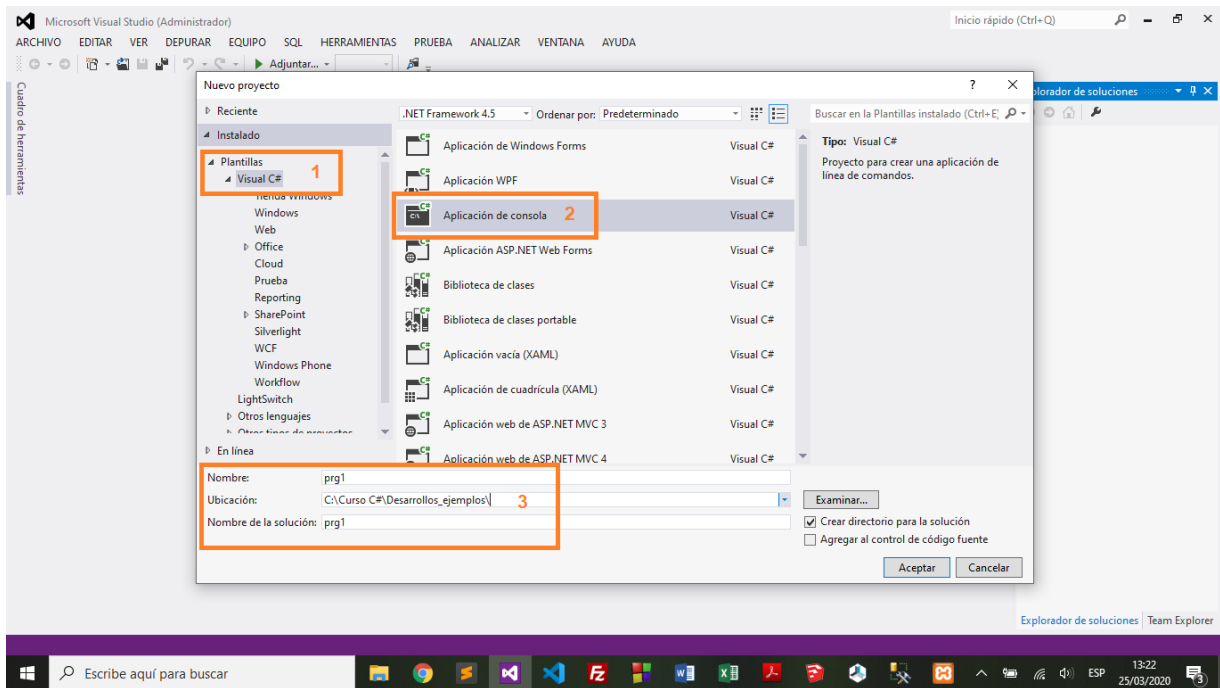 Microsoft Visual Studio (Administrador)
Inicio rápido (Ctrl+Q)
ARCHIVO EDITAR VER DEPURAR EQUIPO SQL HERRAMIENTAS PRUEBA ANALIZAR VENTANA AYUDA
Adjuntar...
Cuadro de herramientas
Nuevo proyecto
?
plorador de soluciones
Reciente
.NET Framework 4.5
Ordenar por: Predeterminado
Buscar en la Plantillas instalado (Ctrl+E)
Instalado
Plantillas
Visual C#
1
Tienda Windows
Windows
Web
Office
Cloud
Prueba
Reporting
SharePoint
Silverlight
WCF
Windows Phone
Workflow
LightSwitch
Otros lenguajes
Otros tipos de proyectos
En línea
Aplicación de Windows Forms Visual C#
Aplicación WPF Visual C#
Aplicación de consola 2 Visual C#
Aplicación ASP.NET Web Forms Visual C#
Biblioteca de clases Visual C#
Biblioteca de clases portable Visual C#
Aplicación vacía (XAML) Visual C#
Aplicación de cuadrícula (XAML) Visual C#
Aplicación web de ASP.NET MVC 3 Visual C#
Aplicación web de ASP.NET MVC 4 Visual C#
Tipo: Visual C#
Proyecto para crear una aplicación de
línea de comandos.
Nombre: prg1
Ubicación: C:\Curso C#\Desarrollos_ejemplos\
3
Examinar...
Nombre de la solución: prg1
Crear directorio para la solución
Agregar al control de código fuente
Aceptar Cancelar
Explorador de soluciones Team Explorer
Escribe aquí para buscar
ESP
13:22
25/03/2020
3